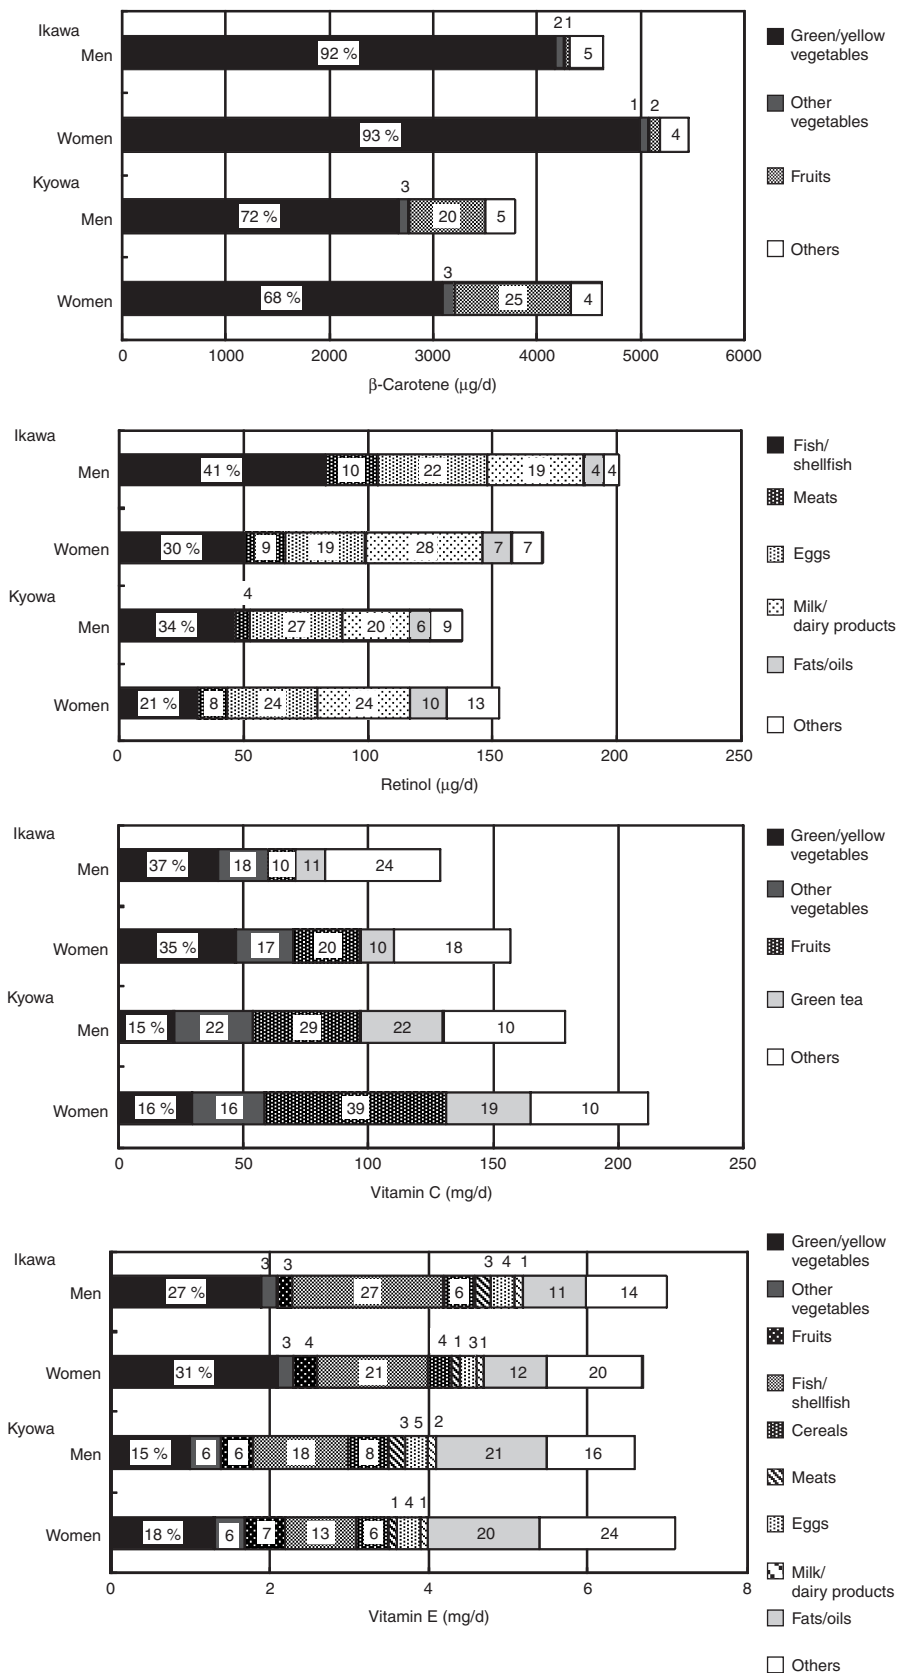 Ikawa
2 1
Men 92 % 5
1 2
Women 93 % 4
Kyowa
3
Men 72 % 20 5
3
Women 68 % 25 4
0 1000 2000 3000 4000 5000 6000
β-Carotene (μg/d)
Green/yellow
vegetables
Other
vegetables
Fruits
Others
Ikawa
Men 41 % 10 22 19 4 4
Women 30 % 9 19 28 7 7
Kyowa
4
Men 34 % 27 20 6 9
Women 21 % 8 24 24 10 13
0 50 100 150 200 250
Retinol (μg/d)
Fish/
shellfish
Meats
Eggs
Milk/
dairy products
Fats/oils
Others
Ikawa
Men 37 % 18 10 11 24
Women 35 % 17 20 10 18
Kyowa
Men 15 % 22 29 22 10
Women 16 % 16 39 19 10
0 50 100 150 200 250
Vitamin C (mg/d)
Green/yellow
vegetables
Other
vegetables
Fruits
Green tea
Others
Ikawa
3 3 3 4 1
Men 27 % 27 6 11 14
3 4 4 1 3 1
Women 31 % 21 12 20
Kyowa
3 5 2
Men 15 % 6 6 18 8 21 16
1 4 1
Women 18 % 6 7 13 6 20 24
0 2 4 6 8
Vitamin E (mg/d)
Green/yellow
vegetables
Other
vegetables
Fruits
Fish/
shellfish
Cereals
Meats
Eggs
Milk/
dairy products
Fats/oils
Others